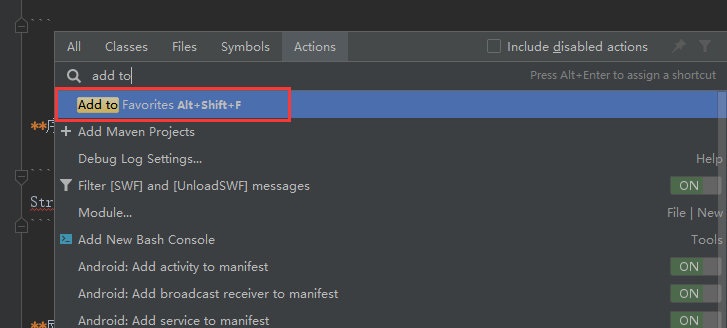 ```
All Classes Files Symbols Actions Include disabled actions
add to Press Alt+Enter to assign a shortcut
Add to Favorites Alt+Shift+F
Add Maven Projects
**
Debug Log Settings... Help
```
Filter [SWF] and [UnloadSWF] messages ON
Str
Module... File | New
```
Add New Bash Console Tools
Android: Add activity to manifest ON
Android: Add broadcast receiver to manifest ON
Android: Add service to manifest ON
**